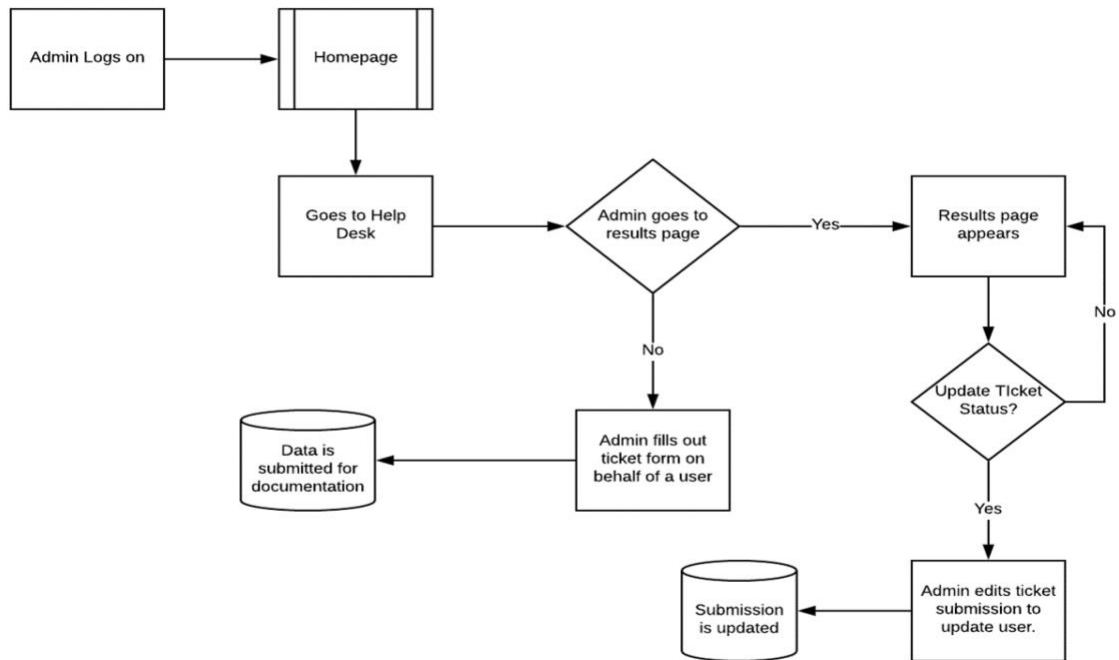 Admin Logs on
Homepage
Goes to Help
Desk
Admin goes to
results page
Yes
Results page
appears
No
No
Update TIcket
Status?
Data is
submitted for
documentation
Admin fills out
ticket form on
behalf of a user
Yes
Submission
is updated
Admin edits ticket
submission to
update user.